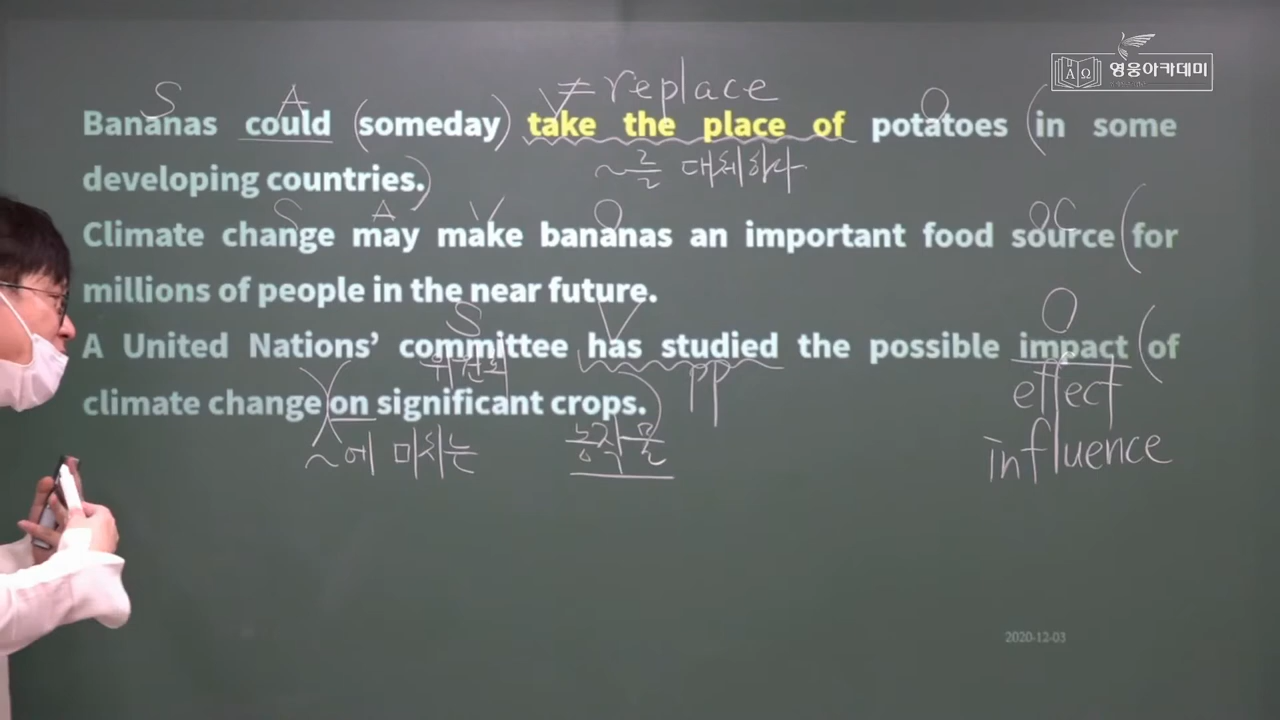 영웅아카데미
S A V = replace O
Bananas could (someday) take the place of potatoes (in some
~를 대체하다
developing countries.)
S A V O OC
Climate change may make bananas an important food source (for
millions of people in the near future.
S V O
A United Nations' committee has studied the possible impact (of
위원회 pp effect
climate change on significant crops.)
~에 미치는 농작물 influence
2020-12-03